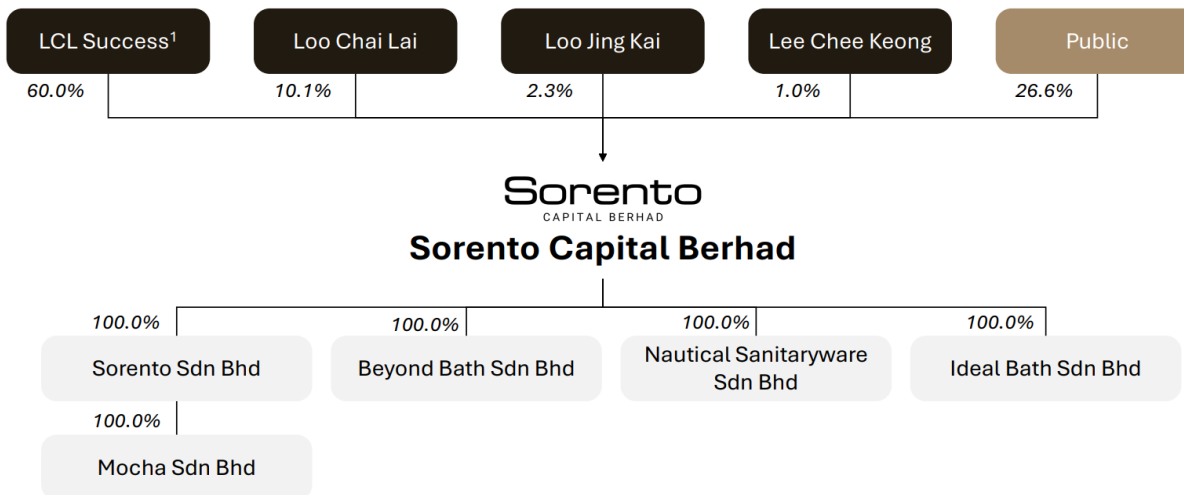 LCL Success¹
Loo Chai Lai
Loo Jing Kai
Lee Chee Keong
Public
60.0%
10.1%
2.3%
1.0%
26.6%
Sorento
CAPITAL BERHAD
Sorento Capital Berhad
100.0%
100.0%
100.0%
100.0%
Sorento Sdn Bhd
Beyond Bath Sdn Bhd
Nautical Sanitaryware
Sdn Bhd
Ideal Bath Sdn Bhd
100.0%
Mocha Sdn Bhd